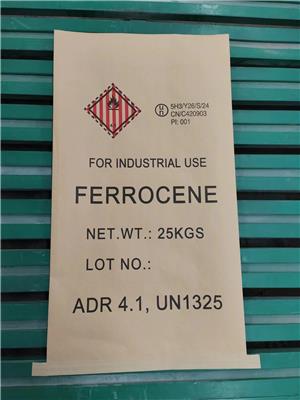 5H3/Y26/S/24
CN/C420903
PI: 001
FOR INDUSTRIAL USE
FERROCENE
NET.WT.: 25KGS
LOT NO.:
ADR 4.1, UN1325